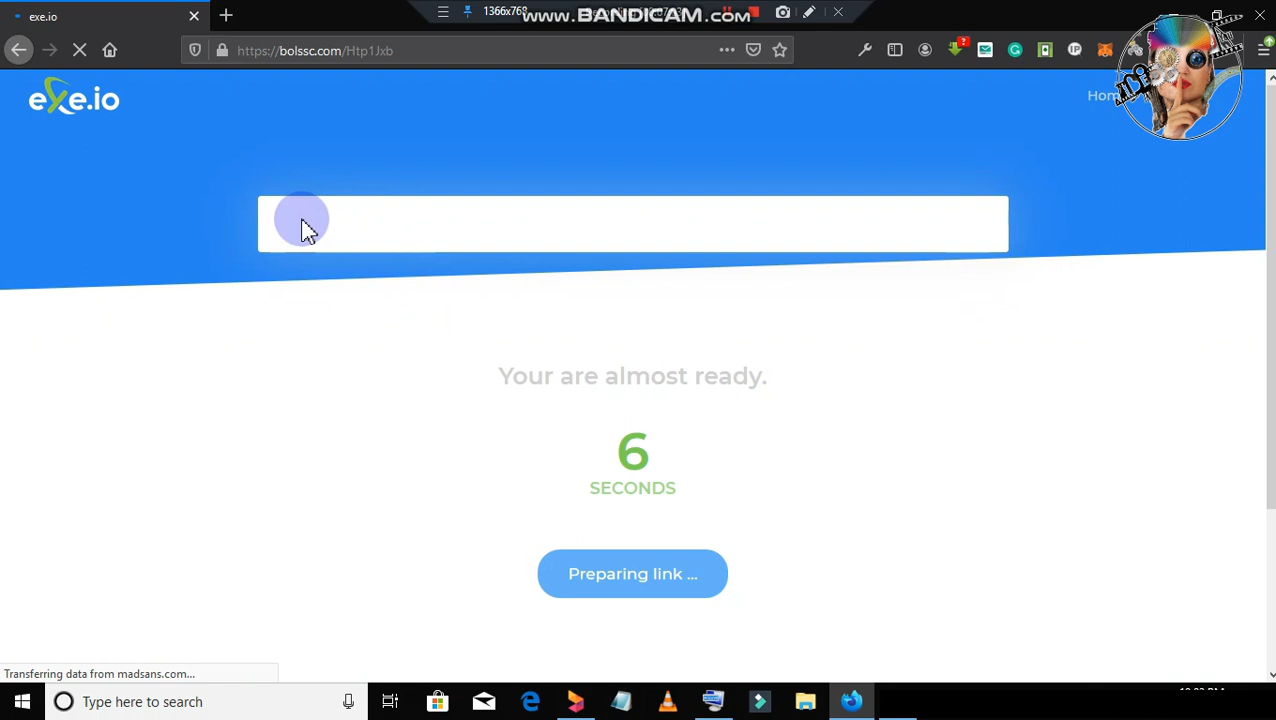 1366x768
www.BANDICAM.com
exe.io
https://bolssc.com/Htp1Jxb
exe.io
Hom
Your are almost ready.
6
SECONDS
Preparing link ...
Transferring data from madsans.com...
Type here to search